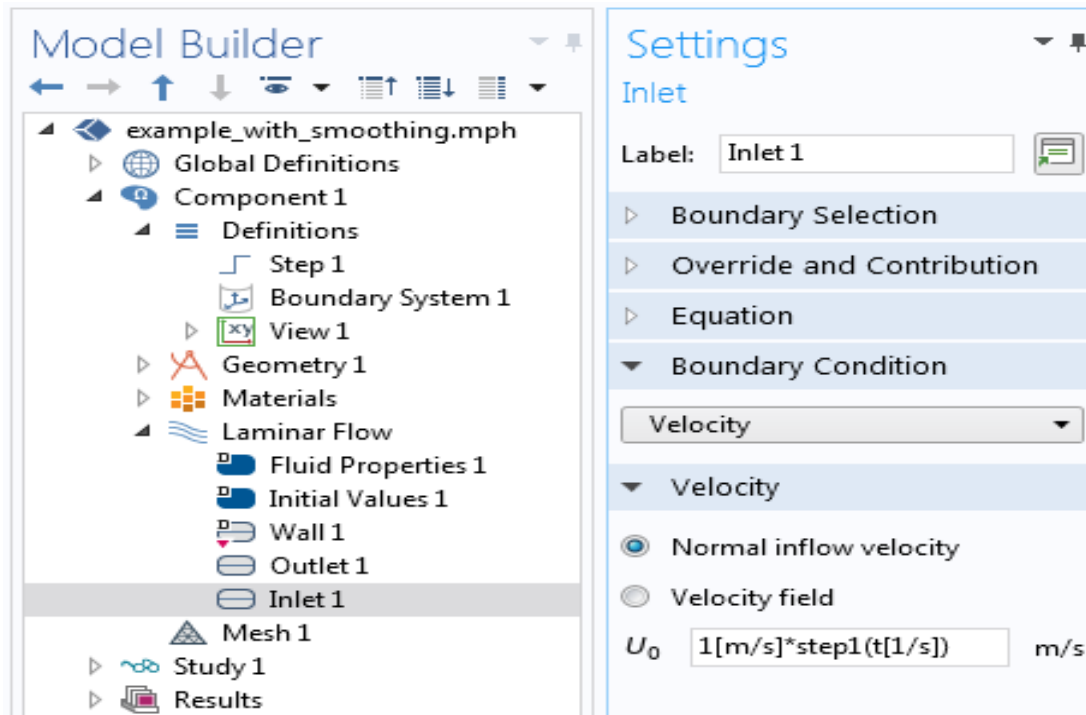 Model Builder
example_with_smoothing.mph
Global Definitions
Component 1
Definitions
Step 1
Boundary System 1
View 1
Geometry 1
Materials
Laminar Flow
Fluid Properties 1
Initial Values 1
Wall 1
Outlet 1
Inlet 1
Mesh 1
Study 1
Results
Settings
Inlet
Label: Inlet 1
Boundary Selection
Override and Contribution
Equation
Boundary Condition
Velocity
Velocity
Normal inflow velocity
Velocity field
U₀ 1[m/s]*step1(t[1/s]) m/s